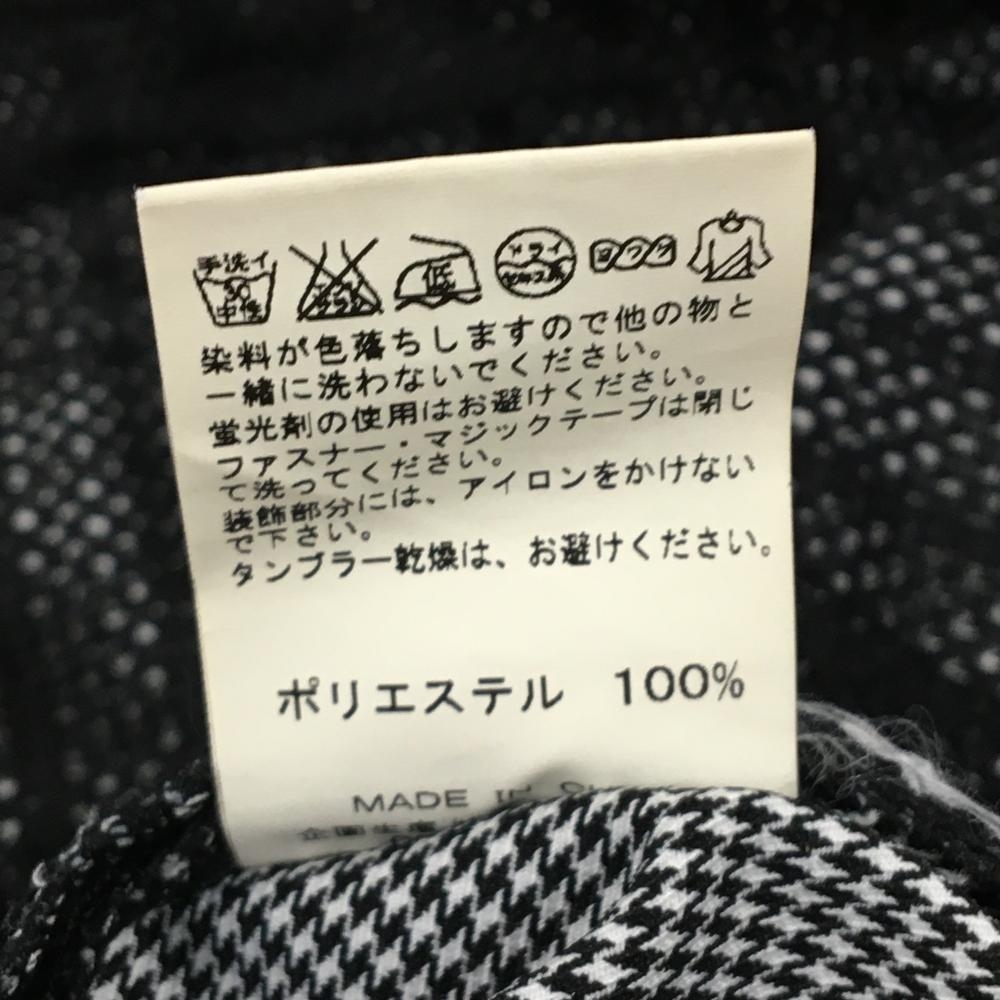 手洗イ
30
中性
エンソサラシ
低
ドライ
セキユ系
ヨワク
染料が色落ちしますので他の物と
一緒に洗わないでください。
蛍光剤の使用はお避けください。
ファスナー・マジックテープは閉じ
て洗ってください。
装飾部分には、アイロンをかけない
で下さい。
タンブラー乾燥は、お避けください。
ポリエステル 100%
MADE IN
企画生産